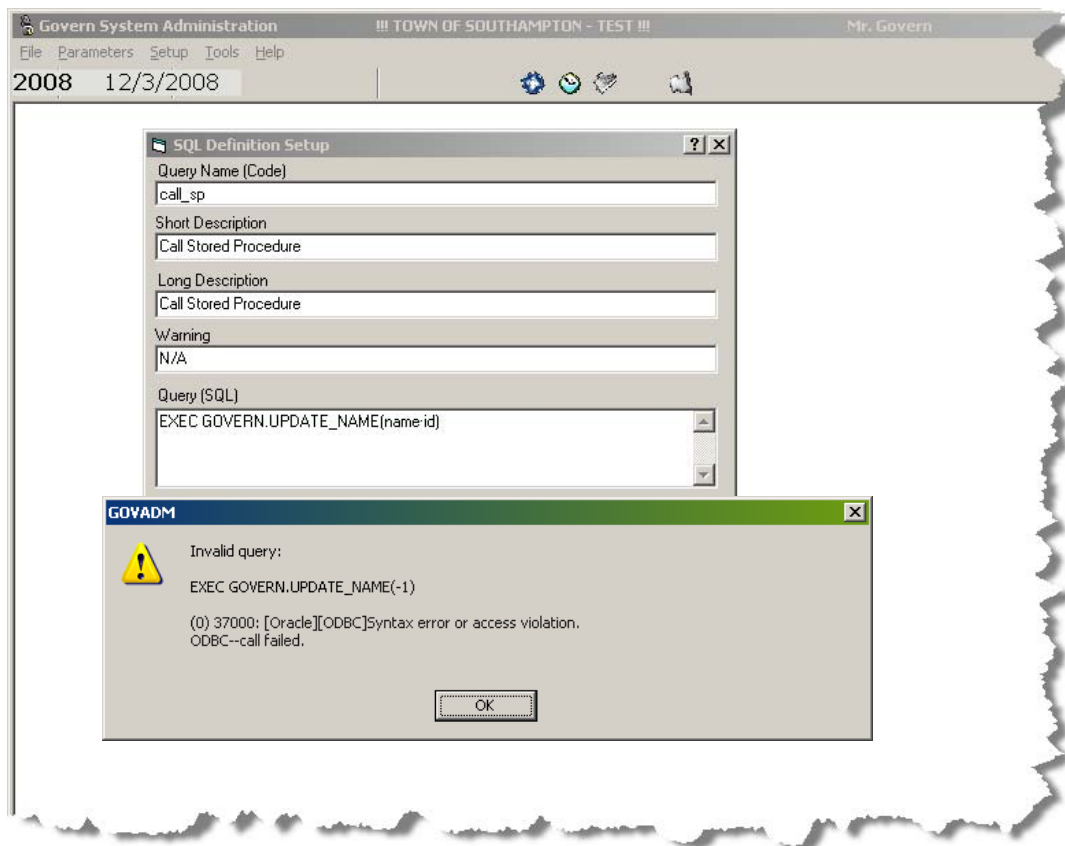 Govern System Administration !!! TOWN OF SOUTHAMPTON - TEST !!! Mr. Govern
File Parameters Setup Tools Help
2008 12/3/2008
SQL Definition Setup
Query Name (Code)
call_sp
Short Description
Call Stored Procedure
Long Description
Call Stored Procedure
Warning
N/A
Query (SQL)
EXEC GOVERN.UPDATE_NAME(name-id)
GOVADM
Invalid query:
EXEC GOVERN.UPDATE_NAME(-1)
(0) 37000: [Oracle][ODBC]Syntax error or access violation.
ODBC--call failed.
OK